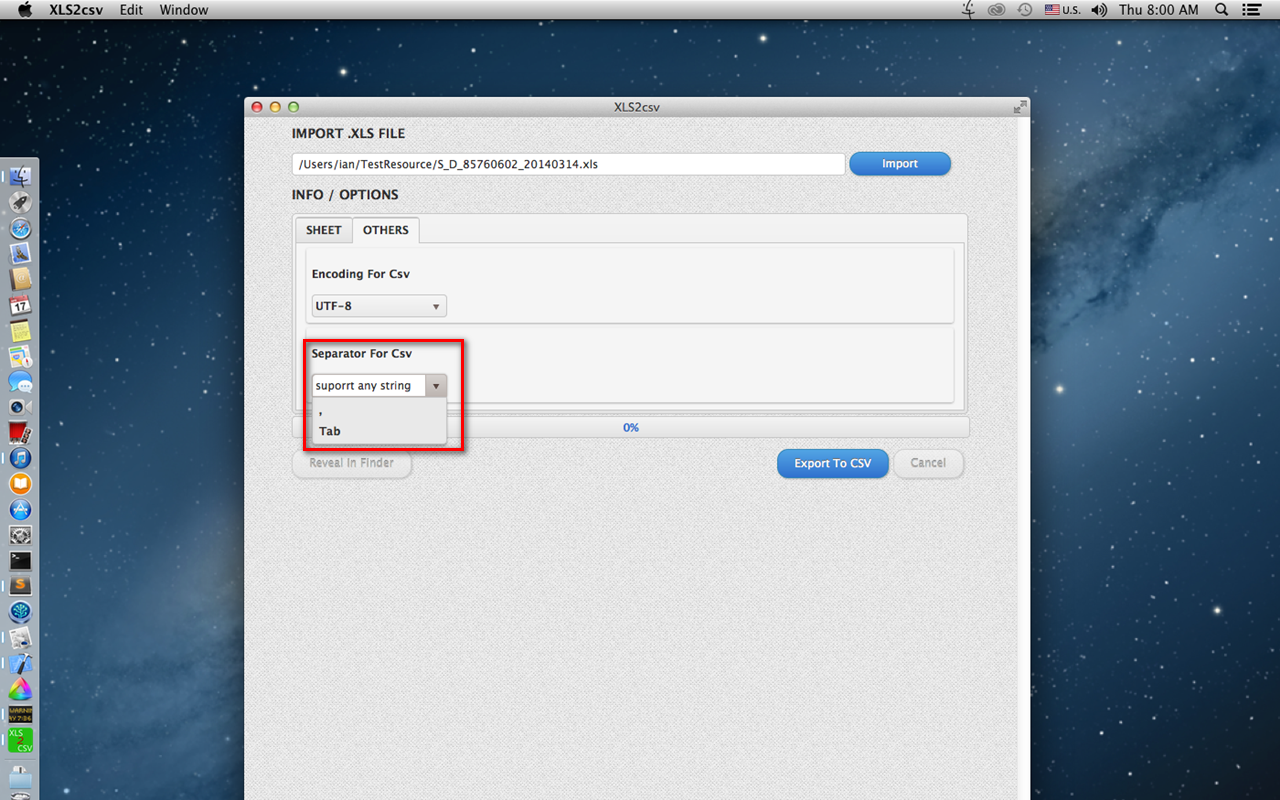 XLS2csv Edit Window U.S. Thu 8:00 AM
XLS2csv
IMPORT .XLS FILE
/Users/ian/TestResource/S_D_85760602_20140314.xls Import
INFO / OPTIONS
SHEET OTHERS
Encoding For Csv
UTF-8
Separator For Csv
suporrt any string
,
Tab
0%
Reveal In Finder Export To CSV Cancel
17
XLS
2
CSV